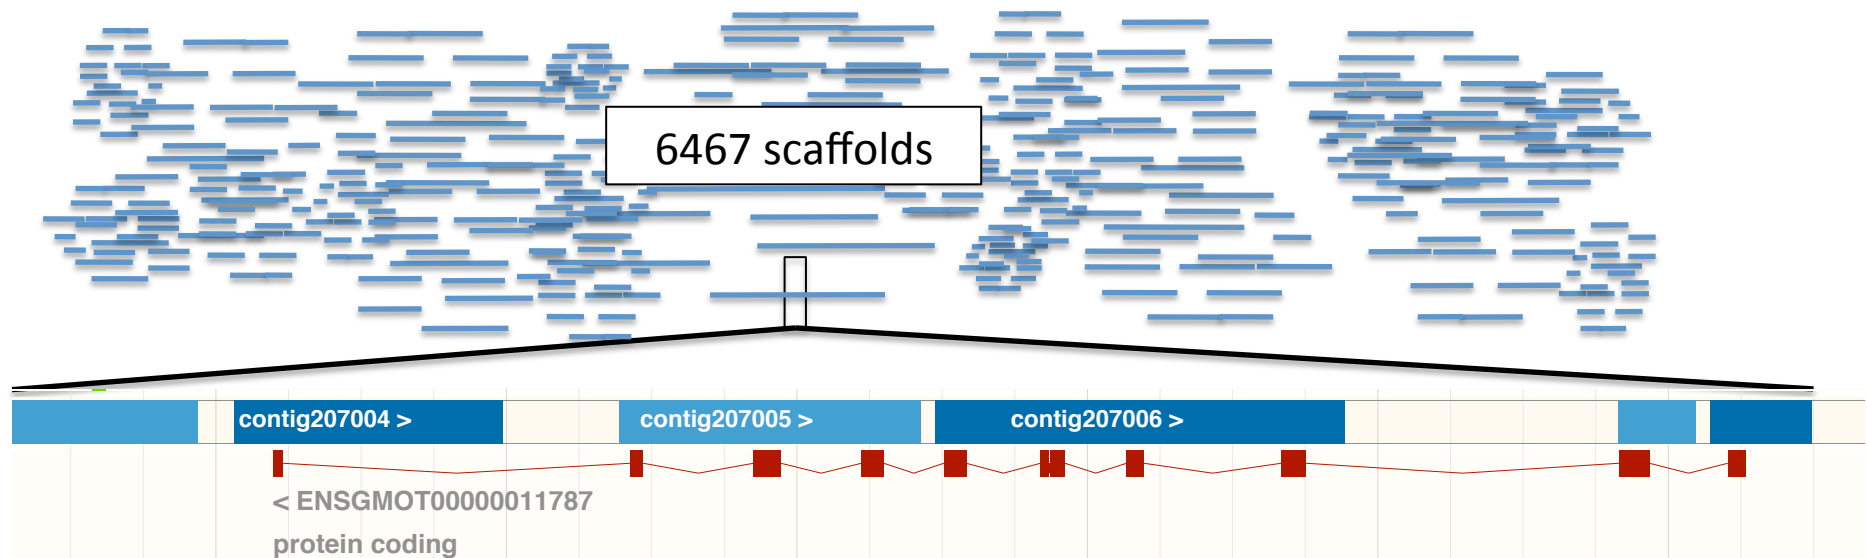 6467 scaffolds
contig207004 > contig207005 > contig207006 >
< ENSGMOT00000011787
protein coding